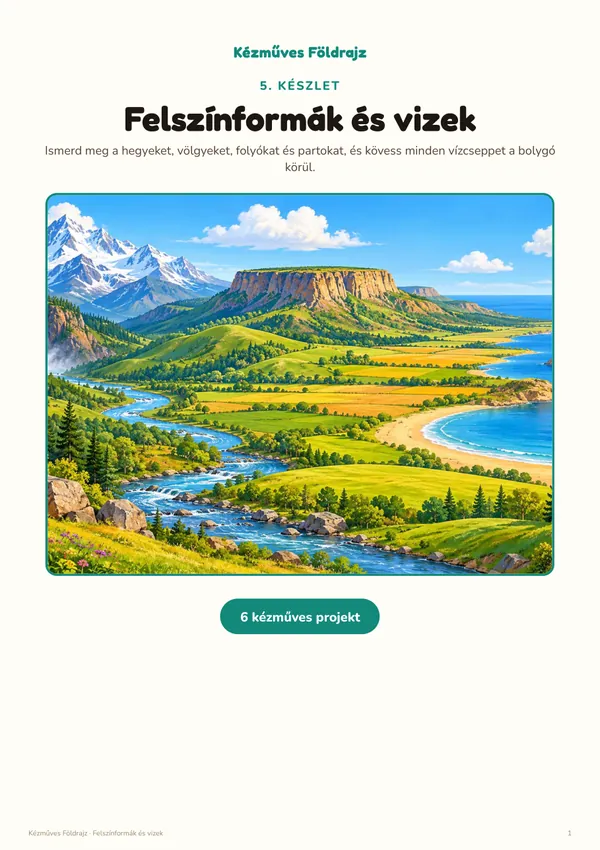 Kézműves Földrajz
5. KÉSZLET
Felszínformák és vizek
Ismerd meg a hegyeket, völgyeket, folyókat és partokat, és kövess minden vízcseppet a bolygó
körül.
6 kézműves projekt
Kézműves Földrajz · Felszínformák és vizek
1